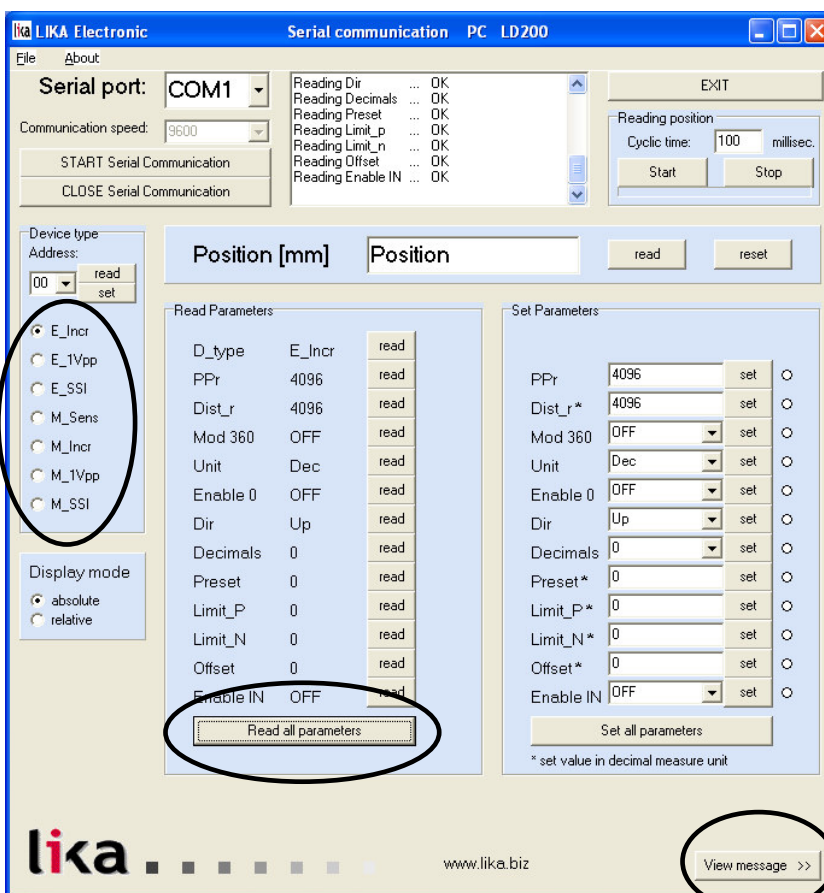 lika LIKA Electronic Serial communication PC LD200
File About
Serial port: COM1
Communication speed: 9600
START Serial Communication
CLOSE Serial Communication
Reading Dir ... OK
Reading Decimals ... OK
Reading Preset ... OK
Reading Limit_p ... OK
Reading Limit_n ... OK
Reading Offset ... OK
Reading Enable IN ... OK
EXIT
Reading position
Cyclic time: 100 millisec.
Start Stop
Device type
Address:
00 read
set
E_Incr
E_1Vpp
E_SSI
M_Sens
M_Incr
M_1Vpp
M_SSI
Display mode
absolute
relative
Position [mm] Position read reset
Read Parameters
D_type E_Incr read
PPr 4096 read
Dist_r 4096 read
Mod 360 OFF read
Unit Dec read
Enable 0 OFF read
Dir Up read
Decimals 0 read
Preset 0 read
Limit_P 0 read
Limit_N 0 read
Offset 0 read
Enable IN OFF read
Read all parameters
Set Parameters
PPr 4096 set
Dist_r* 4096 set
Mod 360 OFF set
Unit Dec set
Enable 0 OFF set
Dir Up set
Decimals 0 set
Preset* 0 set
Limit_P* 0 set
Limit_N* 0 set
Offset* 0 set
Enable IN OFF set
Set all parameters
* set value in decimal measure unit
lika
www.lika.biz
View message >>